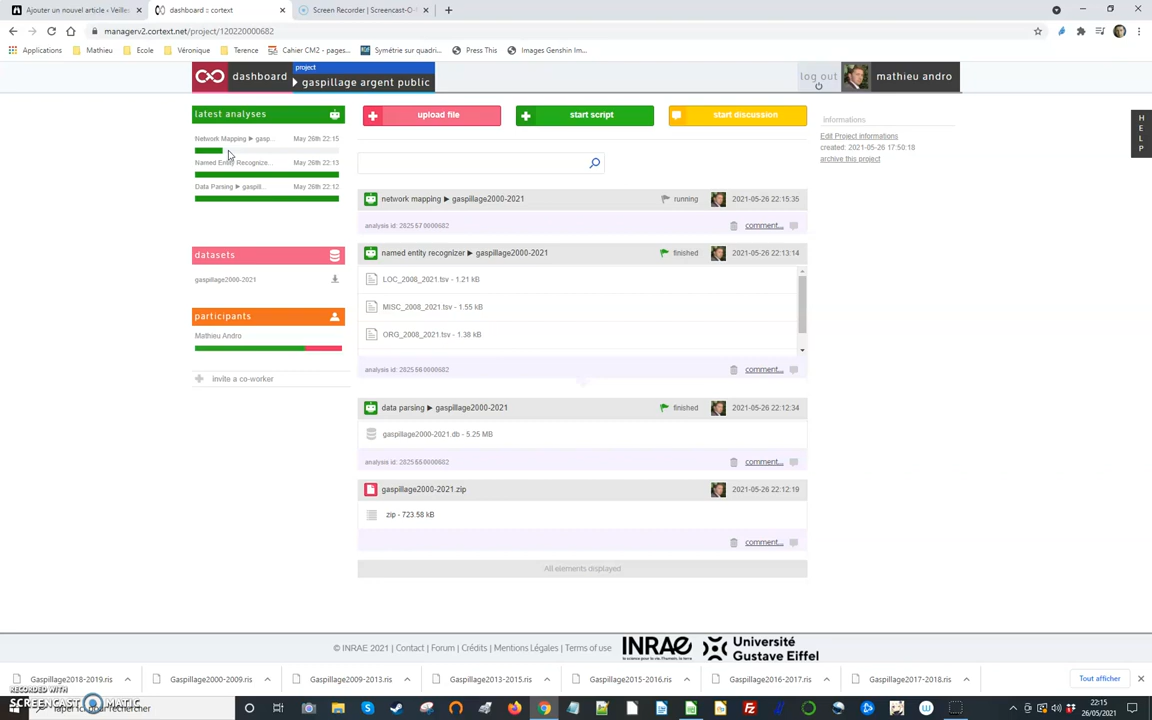 Ajouter un nouvel article ‹ Veilles
dashboard :: cortext
Screen Recorder | Screencast-O-
managerv2.cortext.net/project/120220000682
Applications
Mathieu
Ecole
Véronique
Terence
Cahier CM2 - pages...
Symétrie sur quadri...
Press This
Images Genshin Im...
dashboard
project
gaspillage argent public
log out
mathieu andro
latest analyses
Network Mapping ▶ gasp...
May 26th 22:15
Named Entity Recognize...
May 26th 22:13
Data Parsing ▶ gaspill...
May 26th 22:12
datasets
gaspillage2000-2021
participants
Mathieu Andro
invite a co-worker
upload file
start script
start discussion
network mapping ▶ gaspillage2000-2021
running
2021-05-26 22:15:35
analysis id: 2825570000682
comment...
named entity recognizer ▶ gaspillage2000-2021
finished
2021-05-26 22:13:14
LOC_2008_2021.tsv - 1.21 kB
MISC_2008_2021.tsv - 1.55 kB
ORG_2008_2021.tsv - 1.38 kB
analysis id: 2825560000682
comment...
data parsing ▶ gaspillage2000-2021
finished
2021-05-26 22:12:34
gaspillage2000-2021.db - 5.25 MB
analysis id: 2825550000682
comment...
gaspillage2000-2021.zip
2021-05-26 22:12:19
zip - 723.58 kB
comment...
All elements displayed
Informations
Edit Project informations
created: 2021-05-26 17:50:18
archive this project
HELP
© INRAE 2021 | Contact | Forum | Crédits | Mentions Légales | Terms of use
INRAE
Université
Gustave Eiffel
Gaspillage2018-2019.ris
Gaspillage2000-2009.ris
Gaspillage2009-2013.ris
Gaspillage2013-2015.ris
Gaspillage2015-2016.ris
Gaspillage2016-2017.ris
Gaspillage2017-2018.ris
Tout afficher
RECORDED WITH
SCREENCAST MATIC
rechercher
22:15
26/05/2021